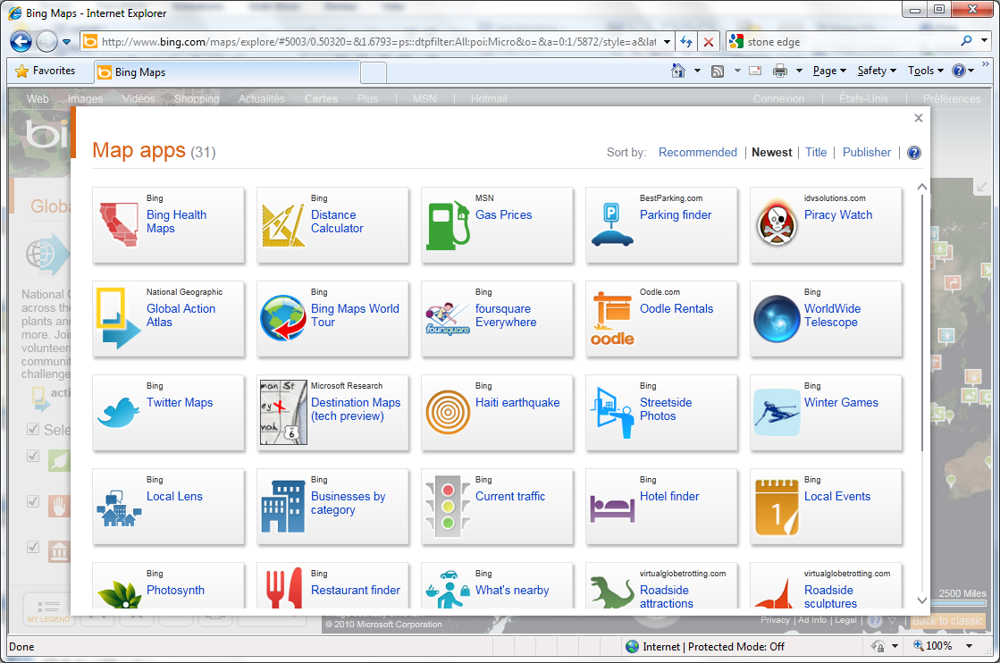 Bing Maps - Internet Explorer
http://www.bing.com/maps/explore/#5003/0.50320=&1.6793=ps::dtpfilter:All:poi:Micro&o=&a=0:1/5872/style=a&lat
stone edge
Favorites
Bing Maps
Page
Safety
Tools
Web Images Vidéos Shopping Actualités Cartes Plus | MSN | Hotmail
Connexion | États-Unis | Préférences
bi
Map apps (31)
Sort by: Recommended | Newest | Title | Publisher |
Bing
Bing Health
Maps
Bing
Distance
Calculator
MSN
Gas Prices
BestParking.com
Parking finder
idvsolutions.com
Piracy Watch
National Geographic
Global Action
Atlas
Bing
Bing Maps World
Tour
Bing
foursquare
Everywhere
foursquare
Oodle.com
Oodle Rentals
oodle
Bing
WorldWide
Telescope
Bing
Twitter Maps
Microsoft Research
Destination Maps
(tech preview)
Bing
Haiti earthquake
Bing
Streetside
Photos
Bing
Winter Games
Bing
Local Lens
Bing
Businesses by
category
Bing
Current traffic
Bing
Hotel finder
Bing
Local Events
1
Bing
Photosynth
Bing
Restaurant finder
Bing
What's nearby
virtualglobetrotting.com
Roadside
attractions
virtualglobetrotting.com
Roadside
sculptures
Globa
National G
across the
plants and
more. Joi
volunteeri
communit
challenge
acti
Sele
MY LEGEND
2500 Miles
© 2010 Microsoft Corporation
Privacy | Ad Info | Legal |
Back to classic
Done
Internet | Protected Mode: Off
100%